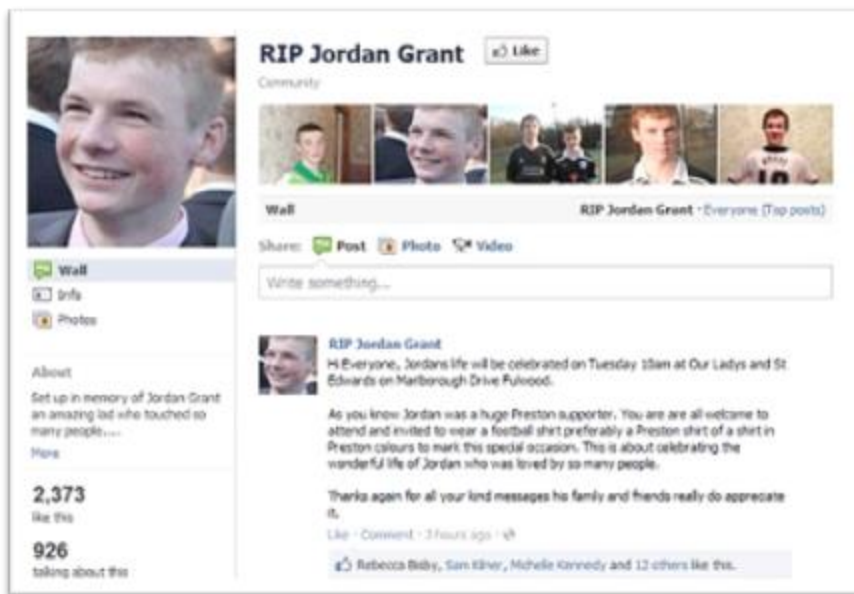 RIP Jordan Grant
Like
Community
Wall
RIP Jordan Grant · Everyone (Top posts)
Share: Post Photo Video
Write something...
Wall
Info
Photos
About
Set up in memory of Jordan Grant
an amazing lad who touched so
many people....
More
2,373
like this
926
talking about this
RIP Jordan Grant
Hi Everyone, Jordans life will be celebrated on Tuesday 10am at Our Ladys and St
Edwards on Marlborough Drive Fulwood.
As you know Jordan was a huge Preston supporter. You are are all welcome to
attend and invited to wear a football shirt preferably a Preston shirt of a shirt in
Preston colours to mark this special occasion. This is about celebrating the
wonderful life of Jordan who was loved by so many people.
Thanks again for all your kind messages his family and friends really do appreciate
it.
Like · Comment · 3 hours ago ·
Rebecca Bisby, Sam Kilner, Michelle Kennedy and 12 others like this.